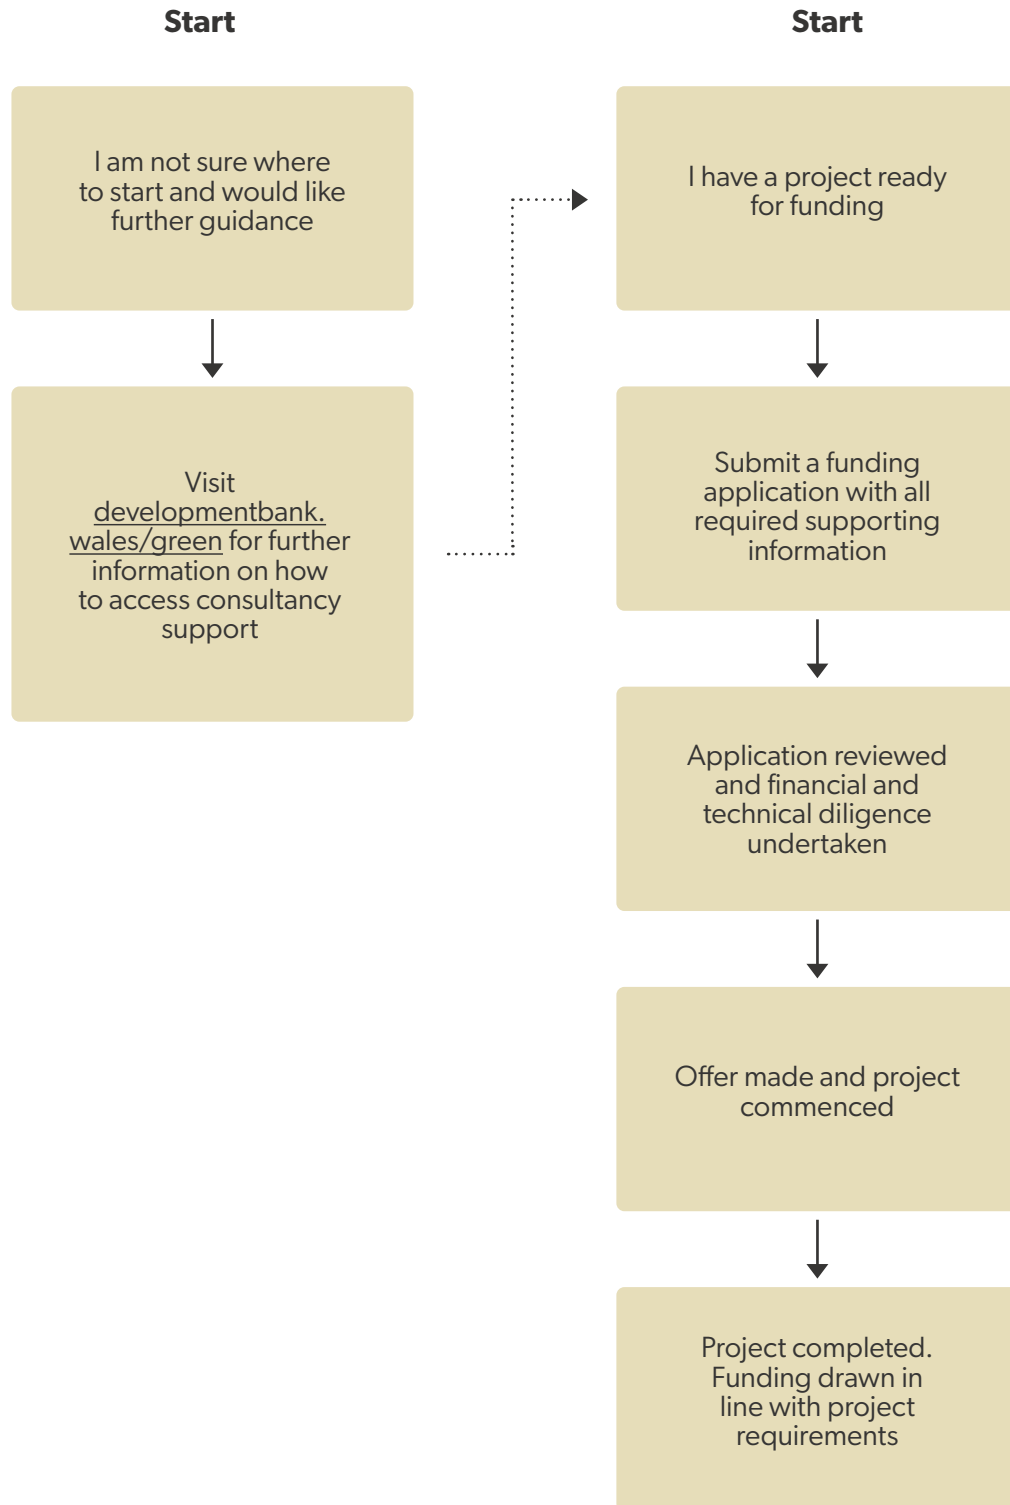 Start
I am not sure where
to start and would like
further guidance
Visit
developmentbank.
wales/green for further
information on how
to access consultancy
support
Start
I have a project ready
for funding
Submit a funding
application with all
required supporting
information
Application reviewed
and financial and
technical diligence
undertaken
Offer made and project
commenced
Project completed.
Funding drawn in
line with project
requirements